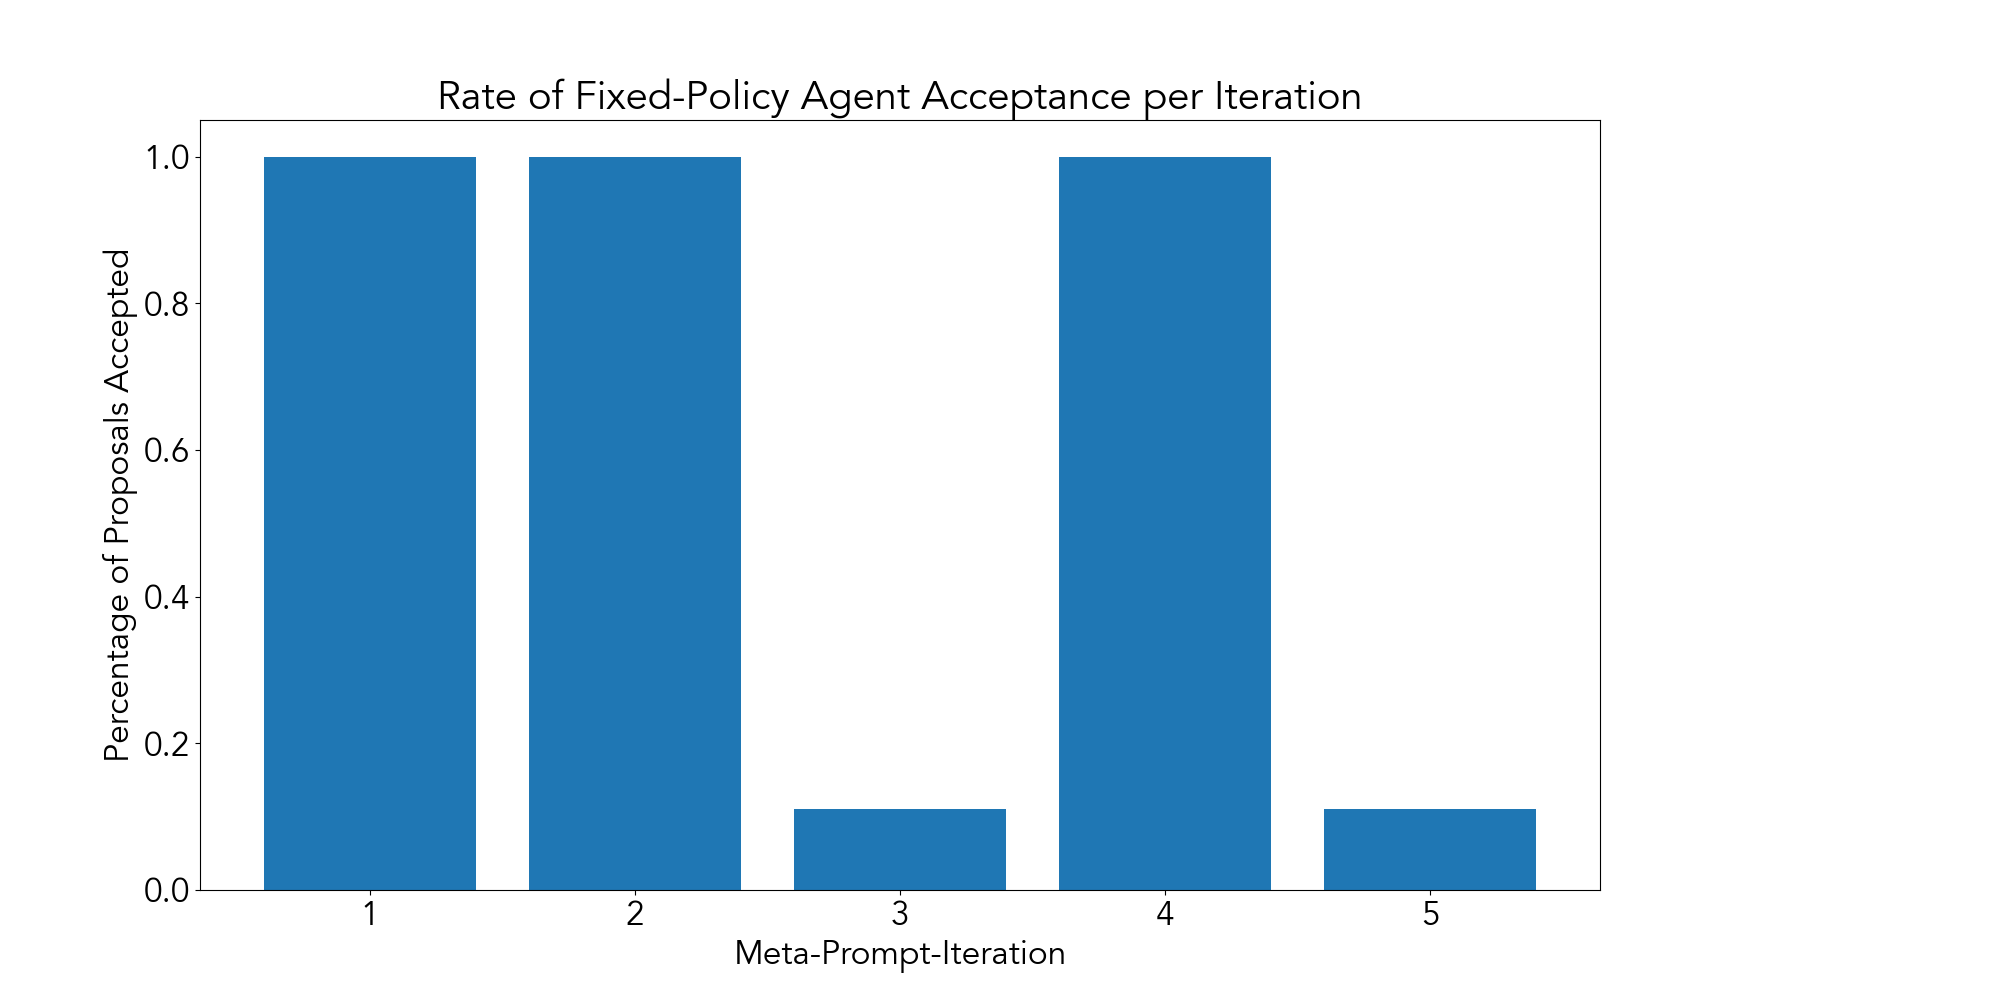 Rate of Fixed-Policy Agent Acceptance per Iteration
Percentage of Proposals Accepted
1.0
0.8
0.6
0.4
0.2
0.0
1 2 3 4 5
Meta-Prompt-Iteration